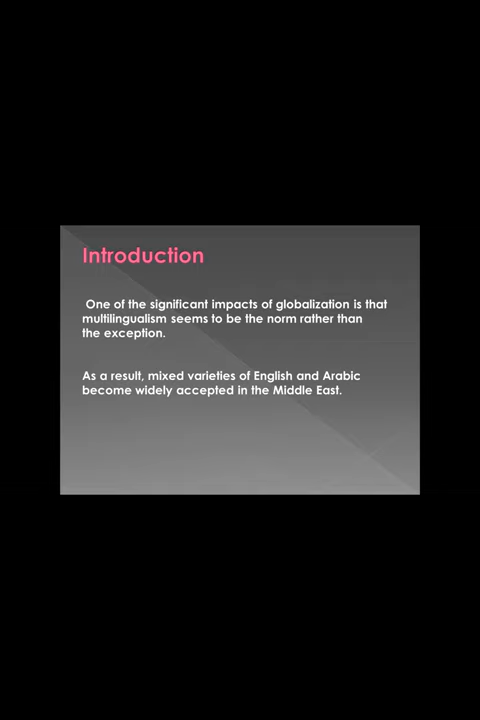 Introduction
One of the significant impacts of globalization is that
multilingualism seems to be the norm rather than
the exception.
As a result, mixed varieties of English and Arabic
become widely accepted in the Middle East.